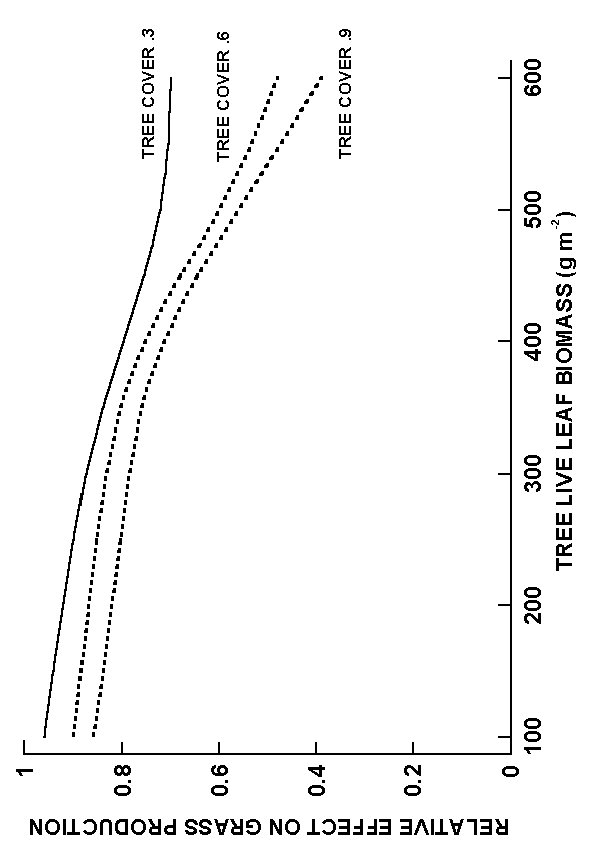 RELATIVE EFFECT ON GRASS PRODUCTION
1
0.8
0.6
0.4
0.2
0
TREE COVER .3
TREE COVER .6
TREE COVER .9
100
200
300
400
500
600
TREE LIVE LEAF BIOMASS (g m⁻²)